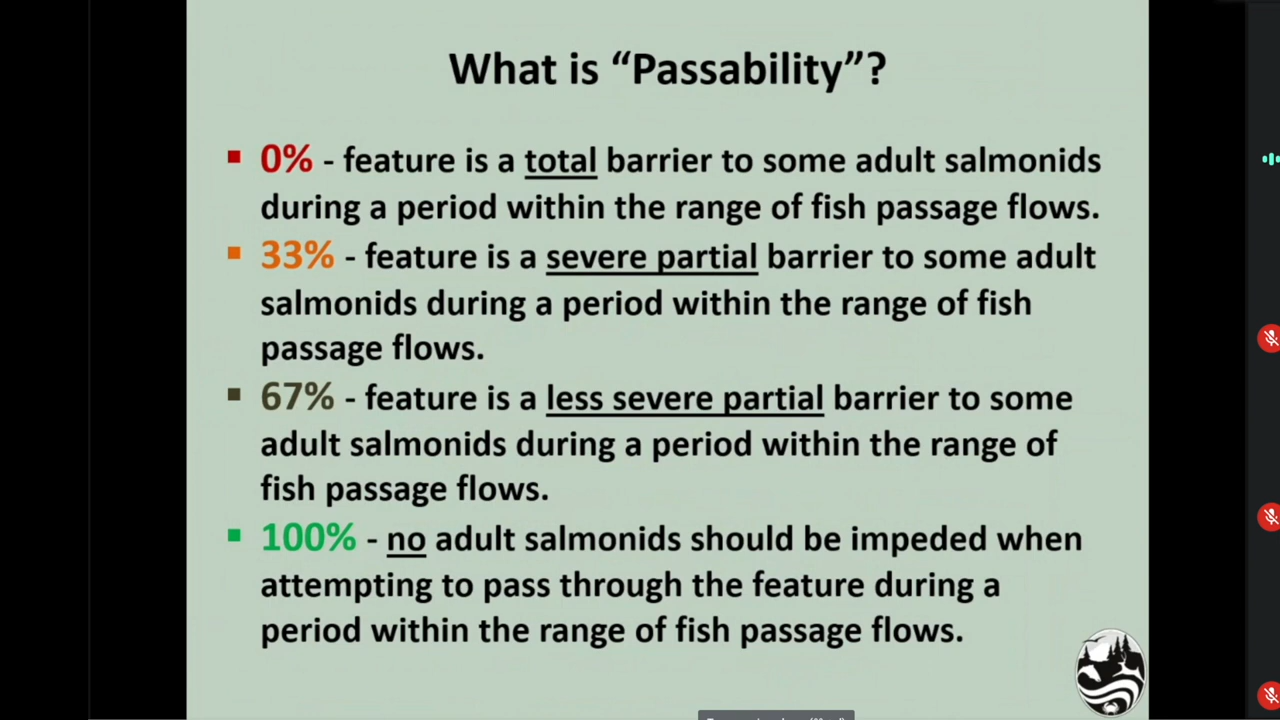 What is “Passability”?
▪ 0% - feature is a total barrier to some adult salmonids
during a period within the range of fish passage flows.
▪ 33% - feature is a severe partial barrier to some adult
salmonids during a period within the range of fish
passage flows.
▪ 67% - feature is a less severe partial barrier to some
adult salmonids during a period within the range of
fish passage flows.
▪ 100% - no adult salmonids should be impeded when
attempting to pass through the feature during a
period within the range of fish passage flows.